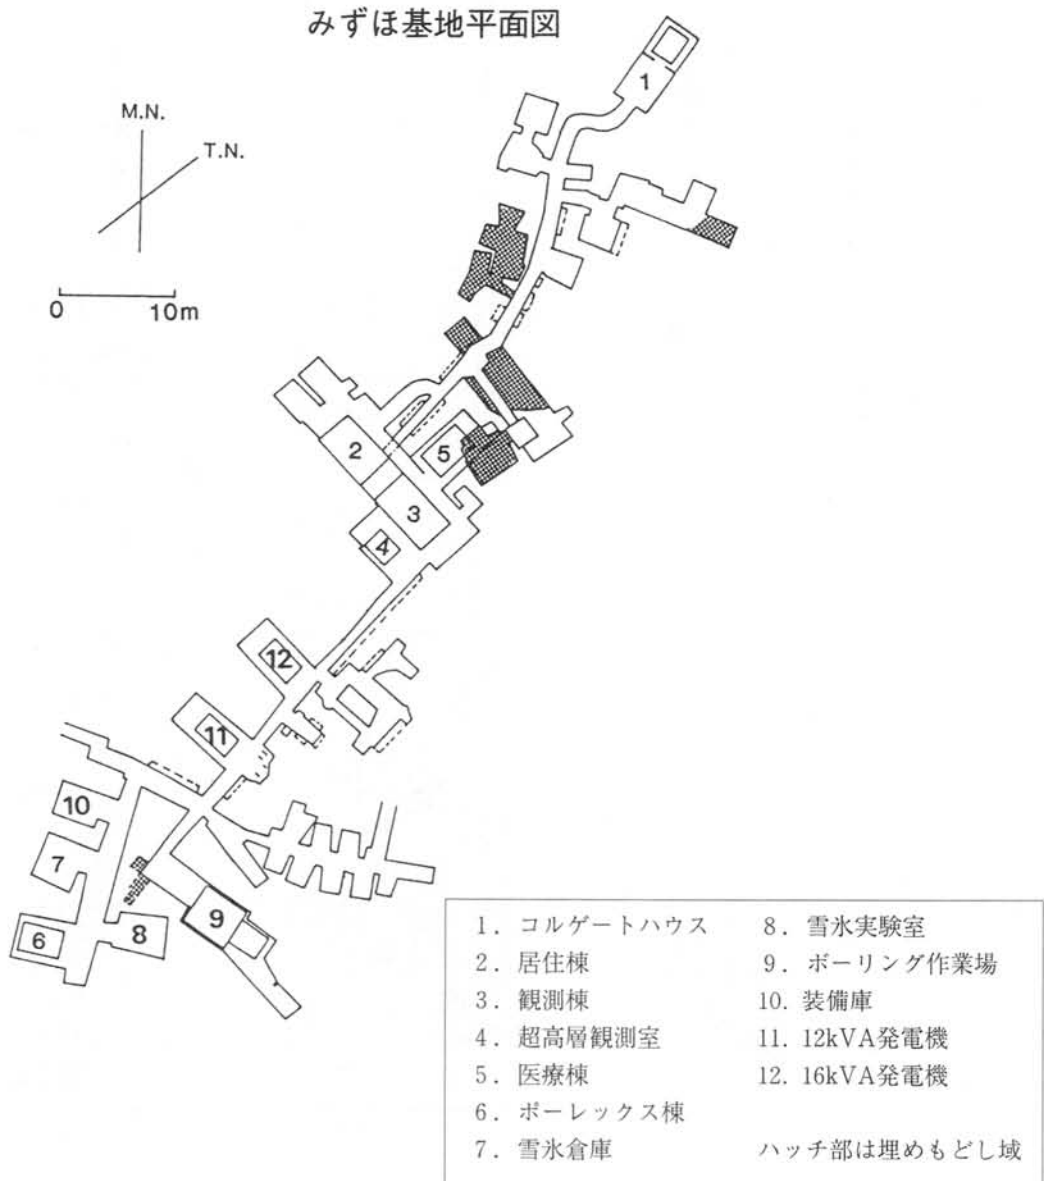 みずほ基地平面図
M.N.
T.N.
0 10m
1
2
5
3
4
12
11
10
7
9
6
8
1. コルゲートハウス
2. 居住棟
3. 観測棟
4. 超高層観測室
5. 医療棟
6. ボーレックス棟
7. 雪氷倉庫
8. 雪氷実験室
9. ボーリング作業場
10. 装備庫
11. 12kVA発電機
12. 16kVA発電機
ハッチ部は埋めもどし域